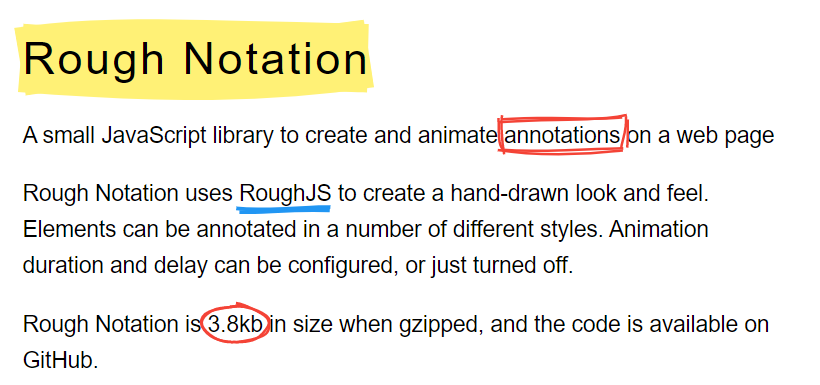 Rough Notation
A small JavaScript library to create and animate annotations on a web page
Rough Notation uses RoughJS to create a hand-drawn look and feel.
Elements can be annotated in a number of different styles. Animation
duration and delay can be configured, or just turned off.
Rough Notation is 3.8kb in size when gzipped, and the code is available on
GitHub.